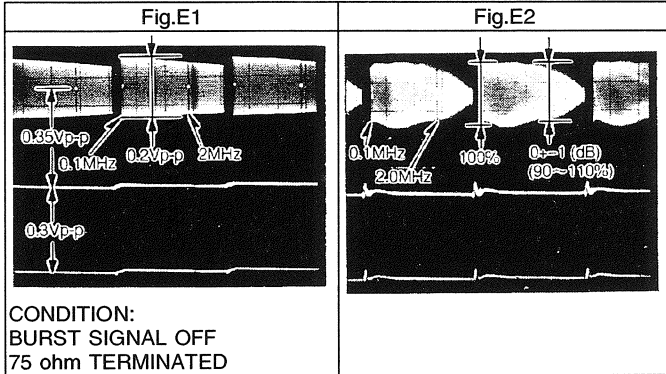 Fig.E1
0.35Vp-p
0.1MHz
0.2Vp-p
2MHz
0.3Vp-p
CONDITION:
BURST SIGNAL OFF
75 ohm TERMINATED
Fig.E2
0.1MHz
2.0MHz
100%
0+-1 (dB)
(90~110%)